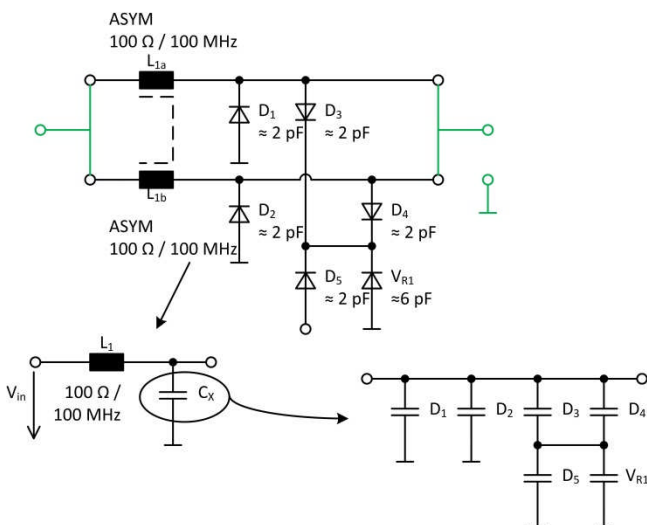 ASYM
100 Ω / 100 MHz
L1a
D1
≈ 2 pF
D3
≈ 2 pF
L1b
ASYM
100 Ω / 100 MHz
D2
≈ 2 pF
D4
≈ 2 pF
D5
≈ 2 pF
VR1
≈6 pF
L1
Vin
100 Ω /
100 MHz
CX
D1
D2
D3
D4
D5
VR1